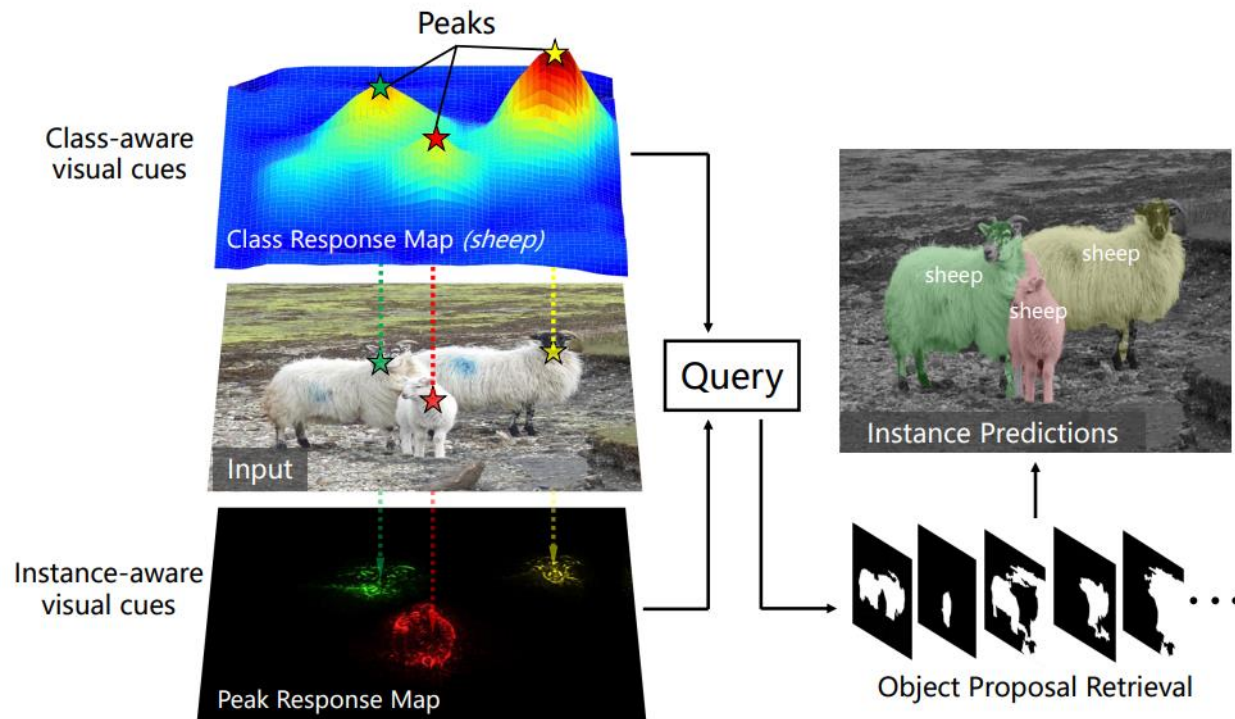 Peaks
Class-aware
visual cues
Class Response Map (sheep)
Input
Instance-aware
visual cues
Peak Response Map
Query
sheep
sheep
sheep
Instance Predictions
Object Proposal Retrieval